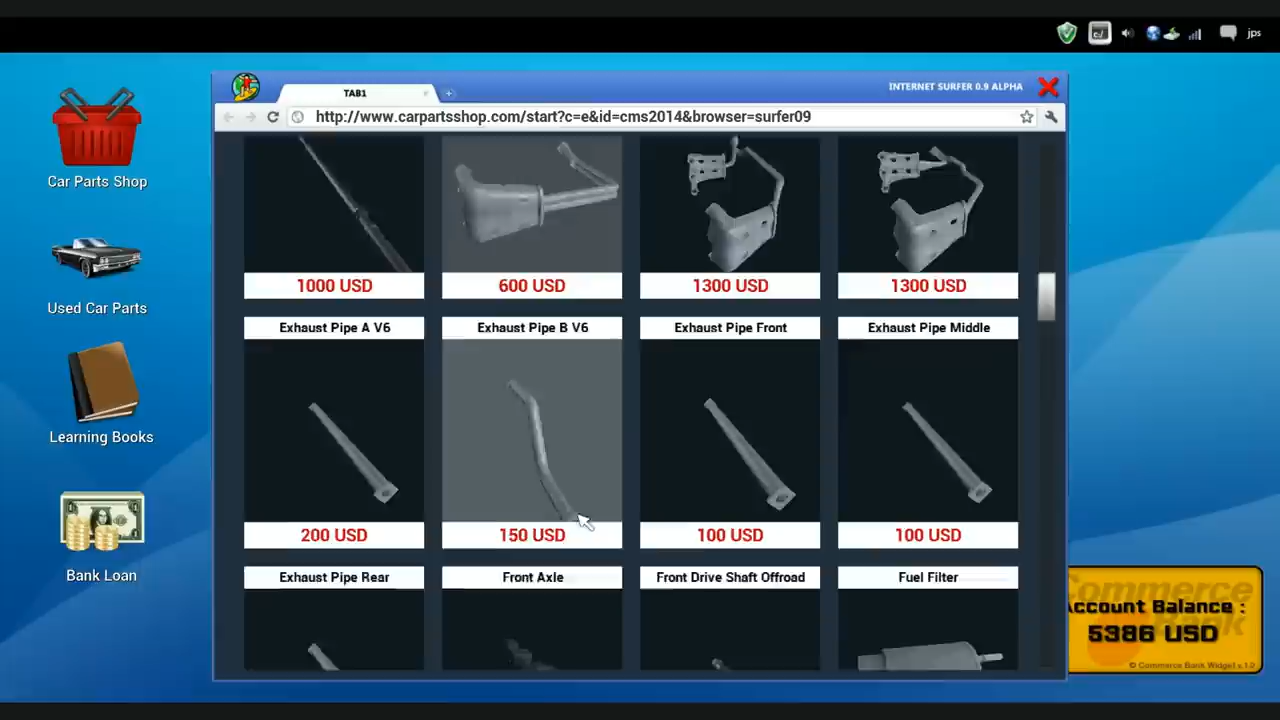 jps
TAB1
INTERNET SURFER 0.9 ALPHA
http://www.carpartsshop.com/start?c=e&id=cms2014&browser=surfer09
Car Parts Shop
Used Car Parts
Learning Books
Bank Loan
1000 USD
600 USD
1300 USD
1300 USD
Exhaust Pipe A V6
Exhaust Pipe B V6
Exhaust Pipe Front
Exhaust Pipe Middle
200 USD
150 USD
100 USD
100 USD
Exhaust Pipe Rear
Front Axle
Front Drive Shaft Offroad
Fuel Filter
Commerce
Bank
Account Balance :
5386 USD
© Commerce Bank Widget v.1.0